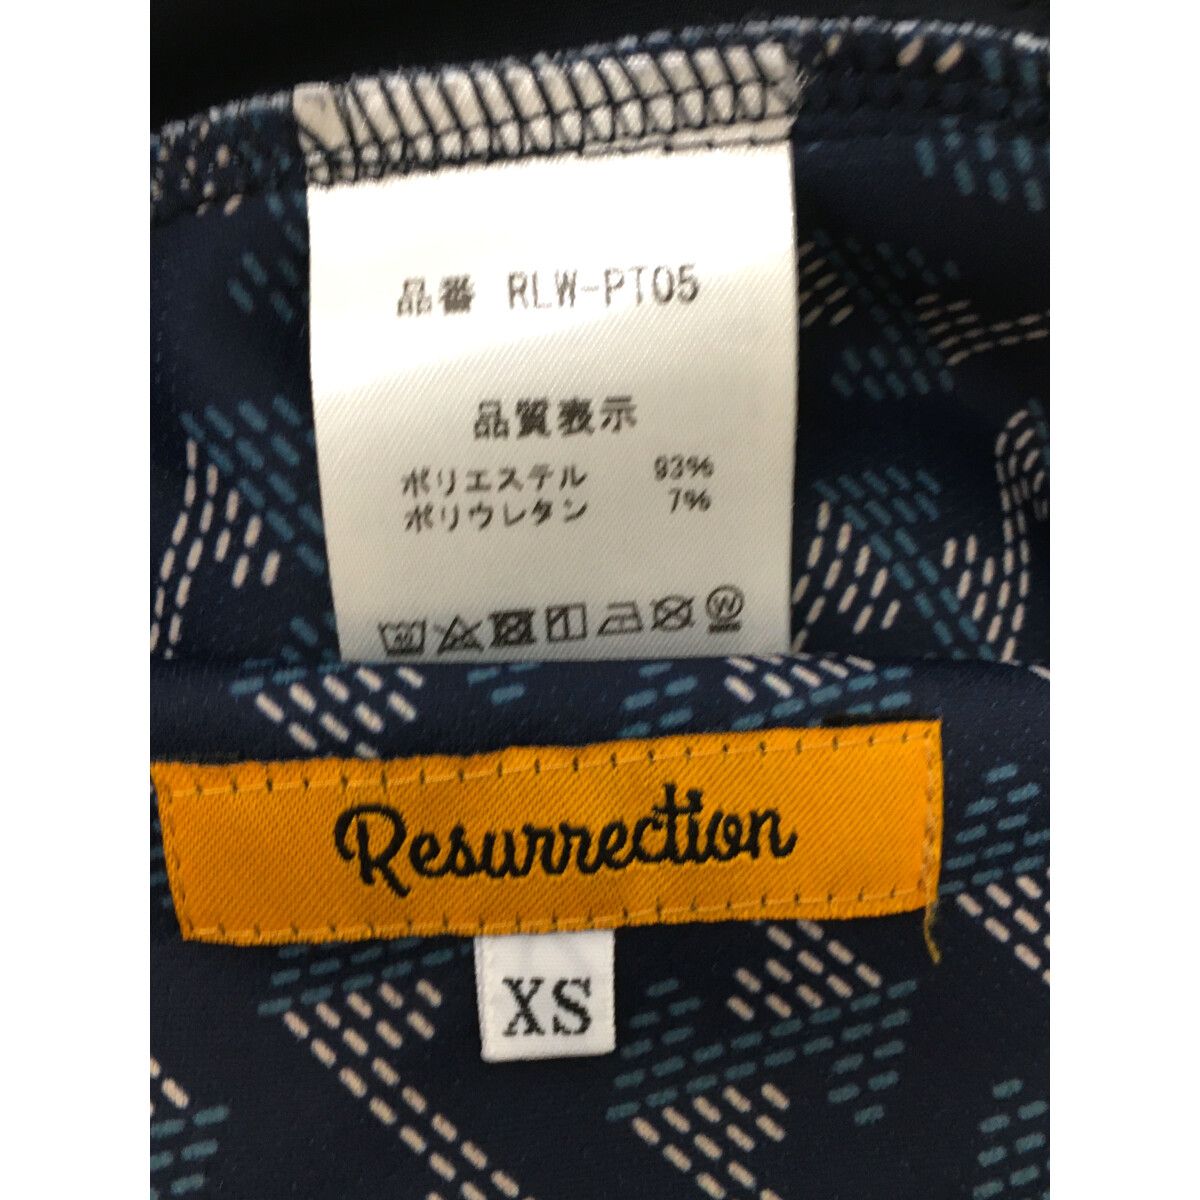 品番 RLW-PT05
品質表示
ポリエステル 93%
ポリウレタン 7%
40 W
Resurrection
XS